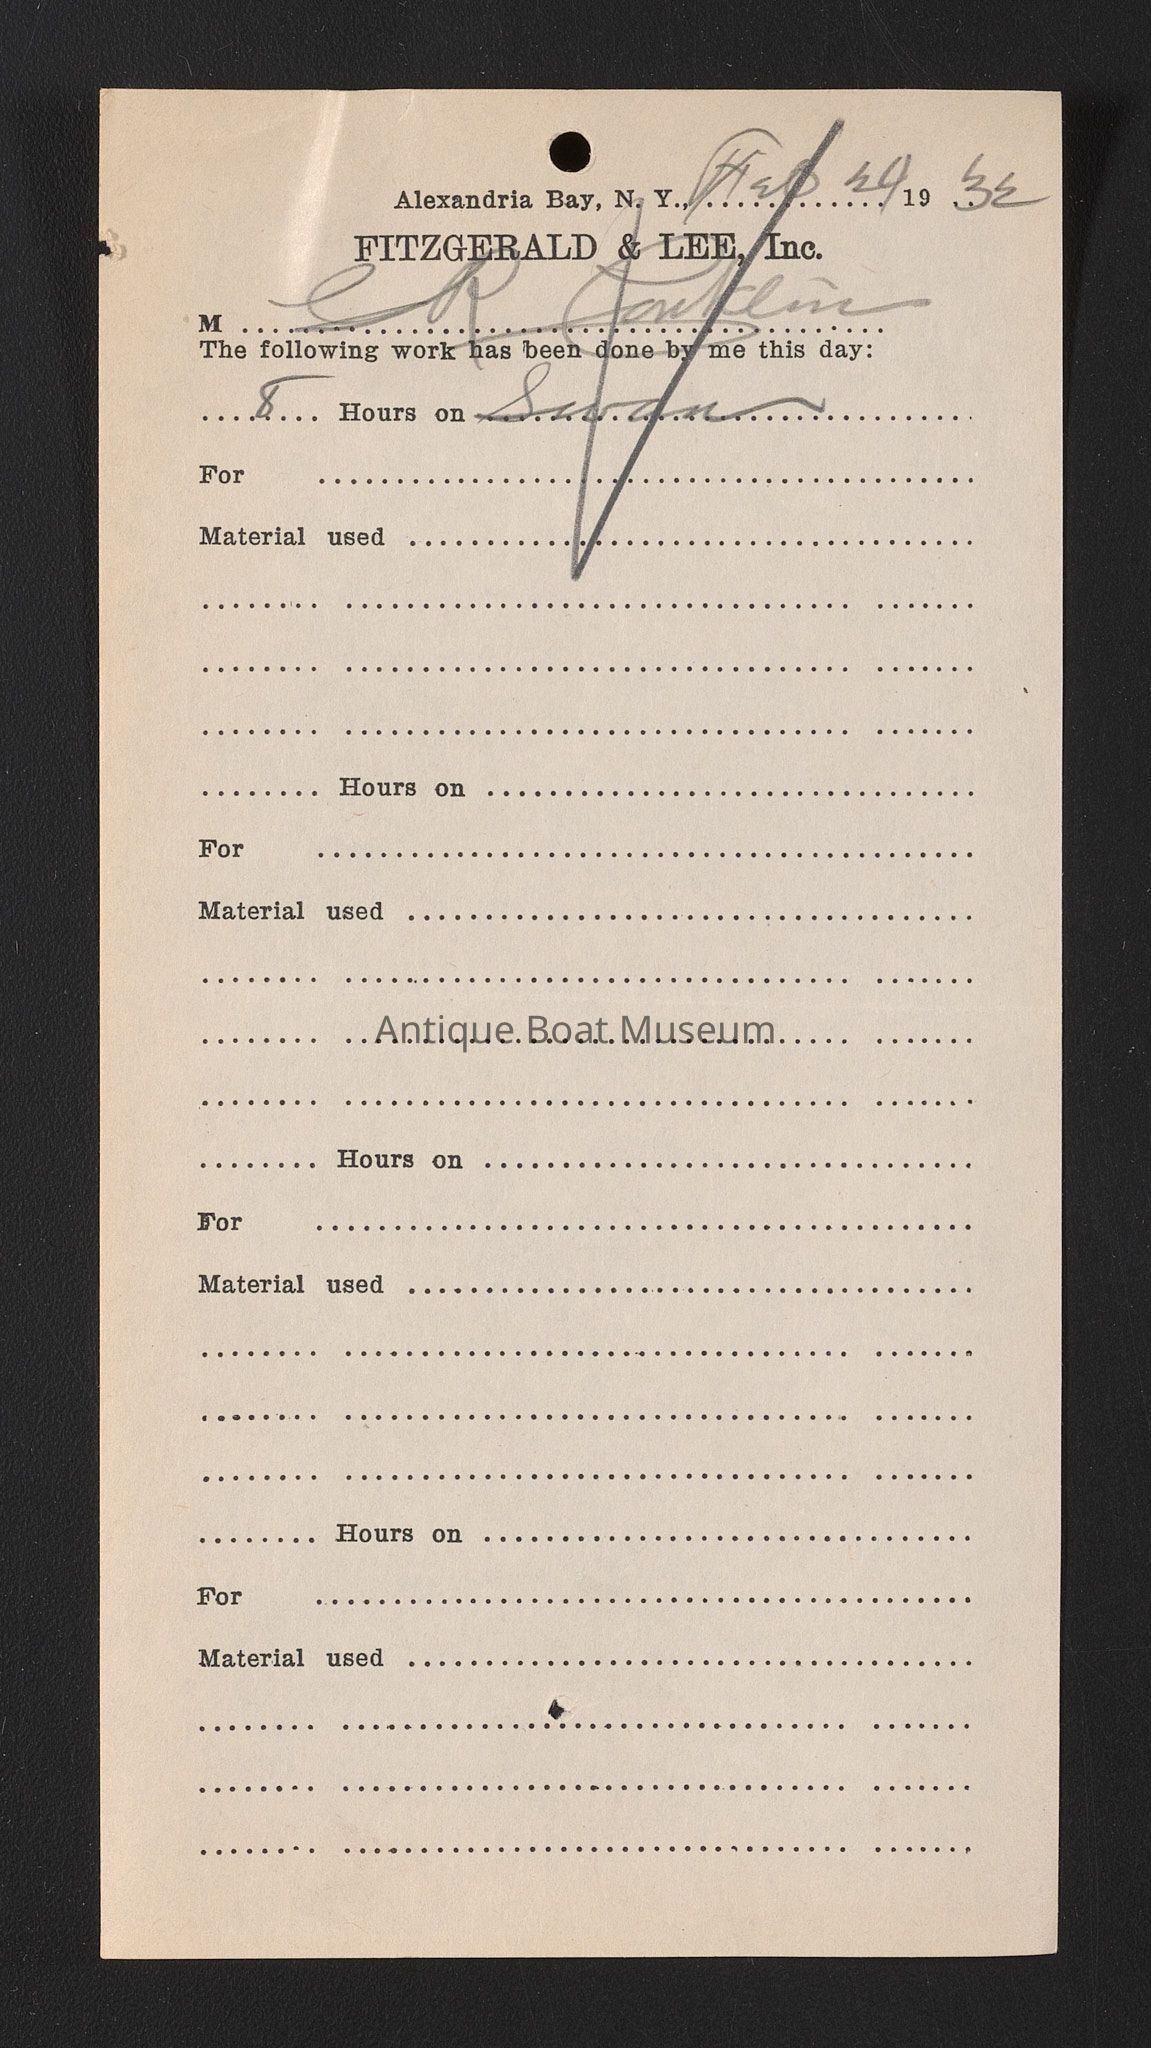 Alexandria Bay, N. Y., Feb 29 19 32
FITZGERALD & LEE, Inc.
M C R Conklin
The following work has been done by me this day:
8 Hours on Swan
For
Material used
Hours on
For
Material used
Antique Boat Museum
Hours on
For
Material used
Hours on
For
Material used